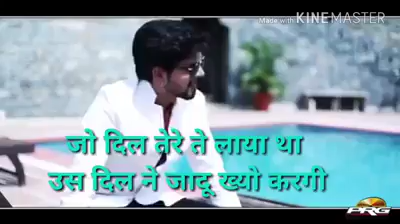 Made with KINEMASTER
जो दिल तेरे ते लाया था
उस दिल ने जादू ख्यो करगी
PRG